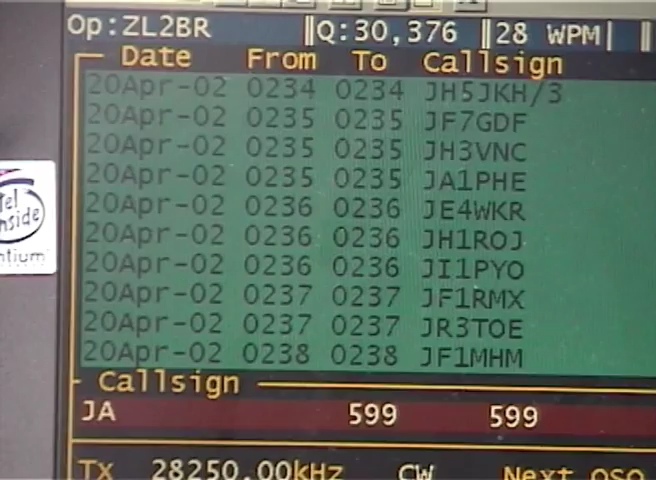 Op:ZL2BR Q:30,376 28 WPM
Date From To Callsign
20Apr-02 0234 0234 JH5JKH/3
20Apr-02 0235 0235 JF7GDF
20Apr-02 0235 0235 JH3VNC
20Apr-02 0235 0235 JA1PHE
20Apr-02 0236 0236 JE4WKR
20Apr-02 0236 0236 JH1ROJ
20Apr-02 0236 0236 JI1PYO
20Apr-02 0237 0237 JF1RMX
20Apr-02 0237 0237 JR3TOE
20Apr-02 0238 0238 JF1MHM
Callsign
JA 599 599
Tx 28250.00kHz CW Next QSO
tel
nside
ntium